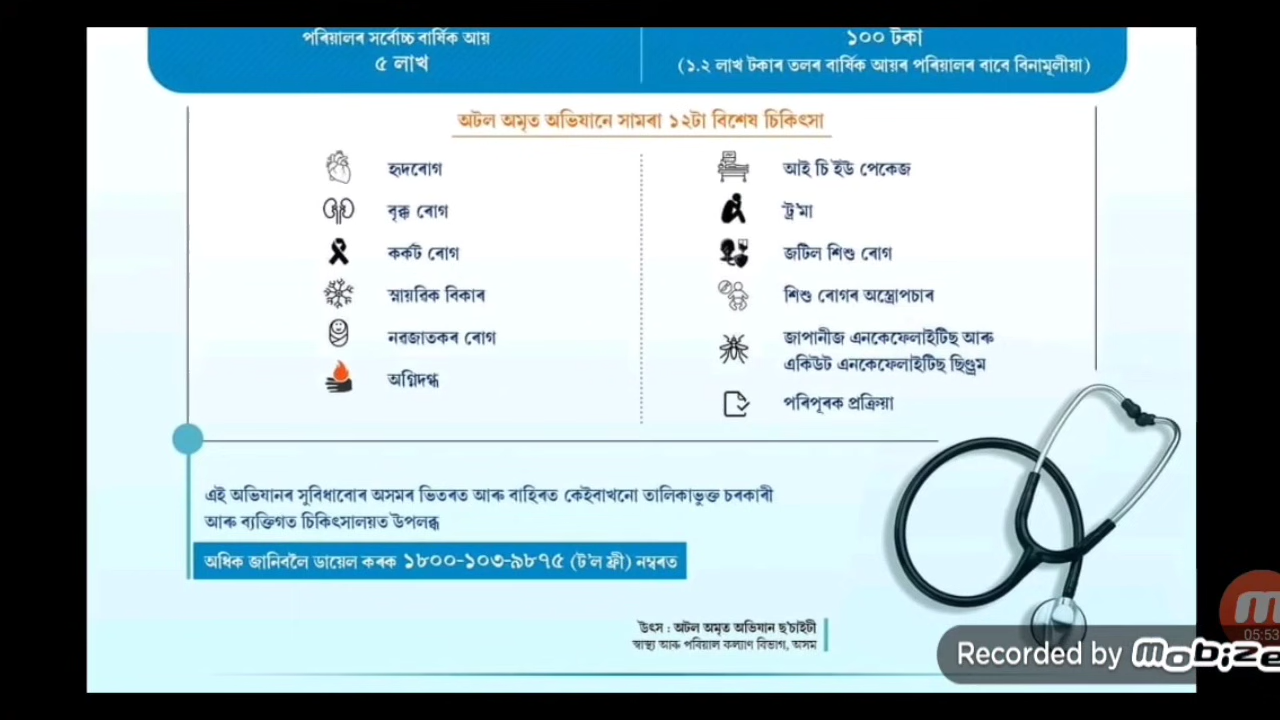 পৰিয়ালৰ সৰ্বোচ্চ বাৰ্ষিক আয়
৫ লাখ
১০০ টকা
(১.২ লাখ টকাৰ তলৰ বাৰ্ষিক আয়ৰ পৰিয়ালৰ বাবে বিনামূলীয়া)
অটল অমৃত অভিযানে সামৰা ১২টা বিশেষ চিকিৎসা
হৃদৰোগ
বৃক্ক ৰোগ
কৰ্কট ৰোগ
স্নায়ৱিক বিকাৰ
নৱজাতকৰ ৰোগ
অগ্নিদগ্ধ
আই চি ইউ পেকেজ
ট্ৰ'মা
জটিল শিশু ৰোগ
শিশু ৰোগৰ অস্ত্ৰোপচাৰ
জাপানীজ এনকেফেলাইটিছ আৰু
একিউট এনকেফেলাইটিছ ছিণ্ড্ৰম
পৰিপূৰক প্ৰক্ৰিয়া
এই অভিযানৰ সুবিধাবোৰ অসমৰ ভিতৰত আৰু বাহিৰত কেইবাখনো তালিকাভুক্ত চৰকাৰী
আৰু ব্যক্তিগত চিকিৎসালয়ত উপলব্ধ
অধিক জানিবলৈ ডায়েল কৰক ১৮০০-১০৩-৯৮৭৫ (ট'ল ফ্ৰী) নম্বৰত
উৎস : অটল অমৃত অভিযান ছ'চাইটী
স্বাস্থ্য আৰু পৰিয়াল কল্যাণ বিভাগ, অসম
05:53
Recorded by